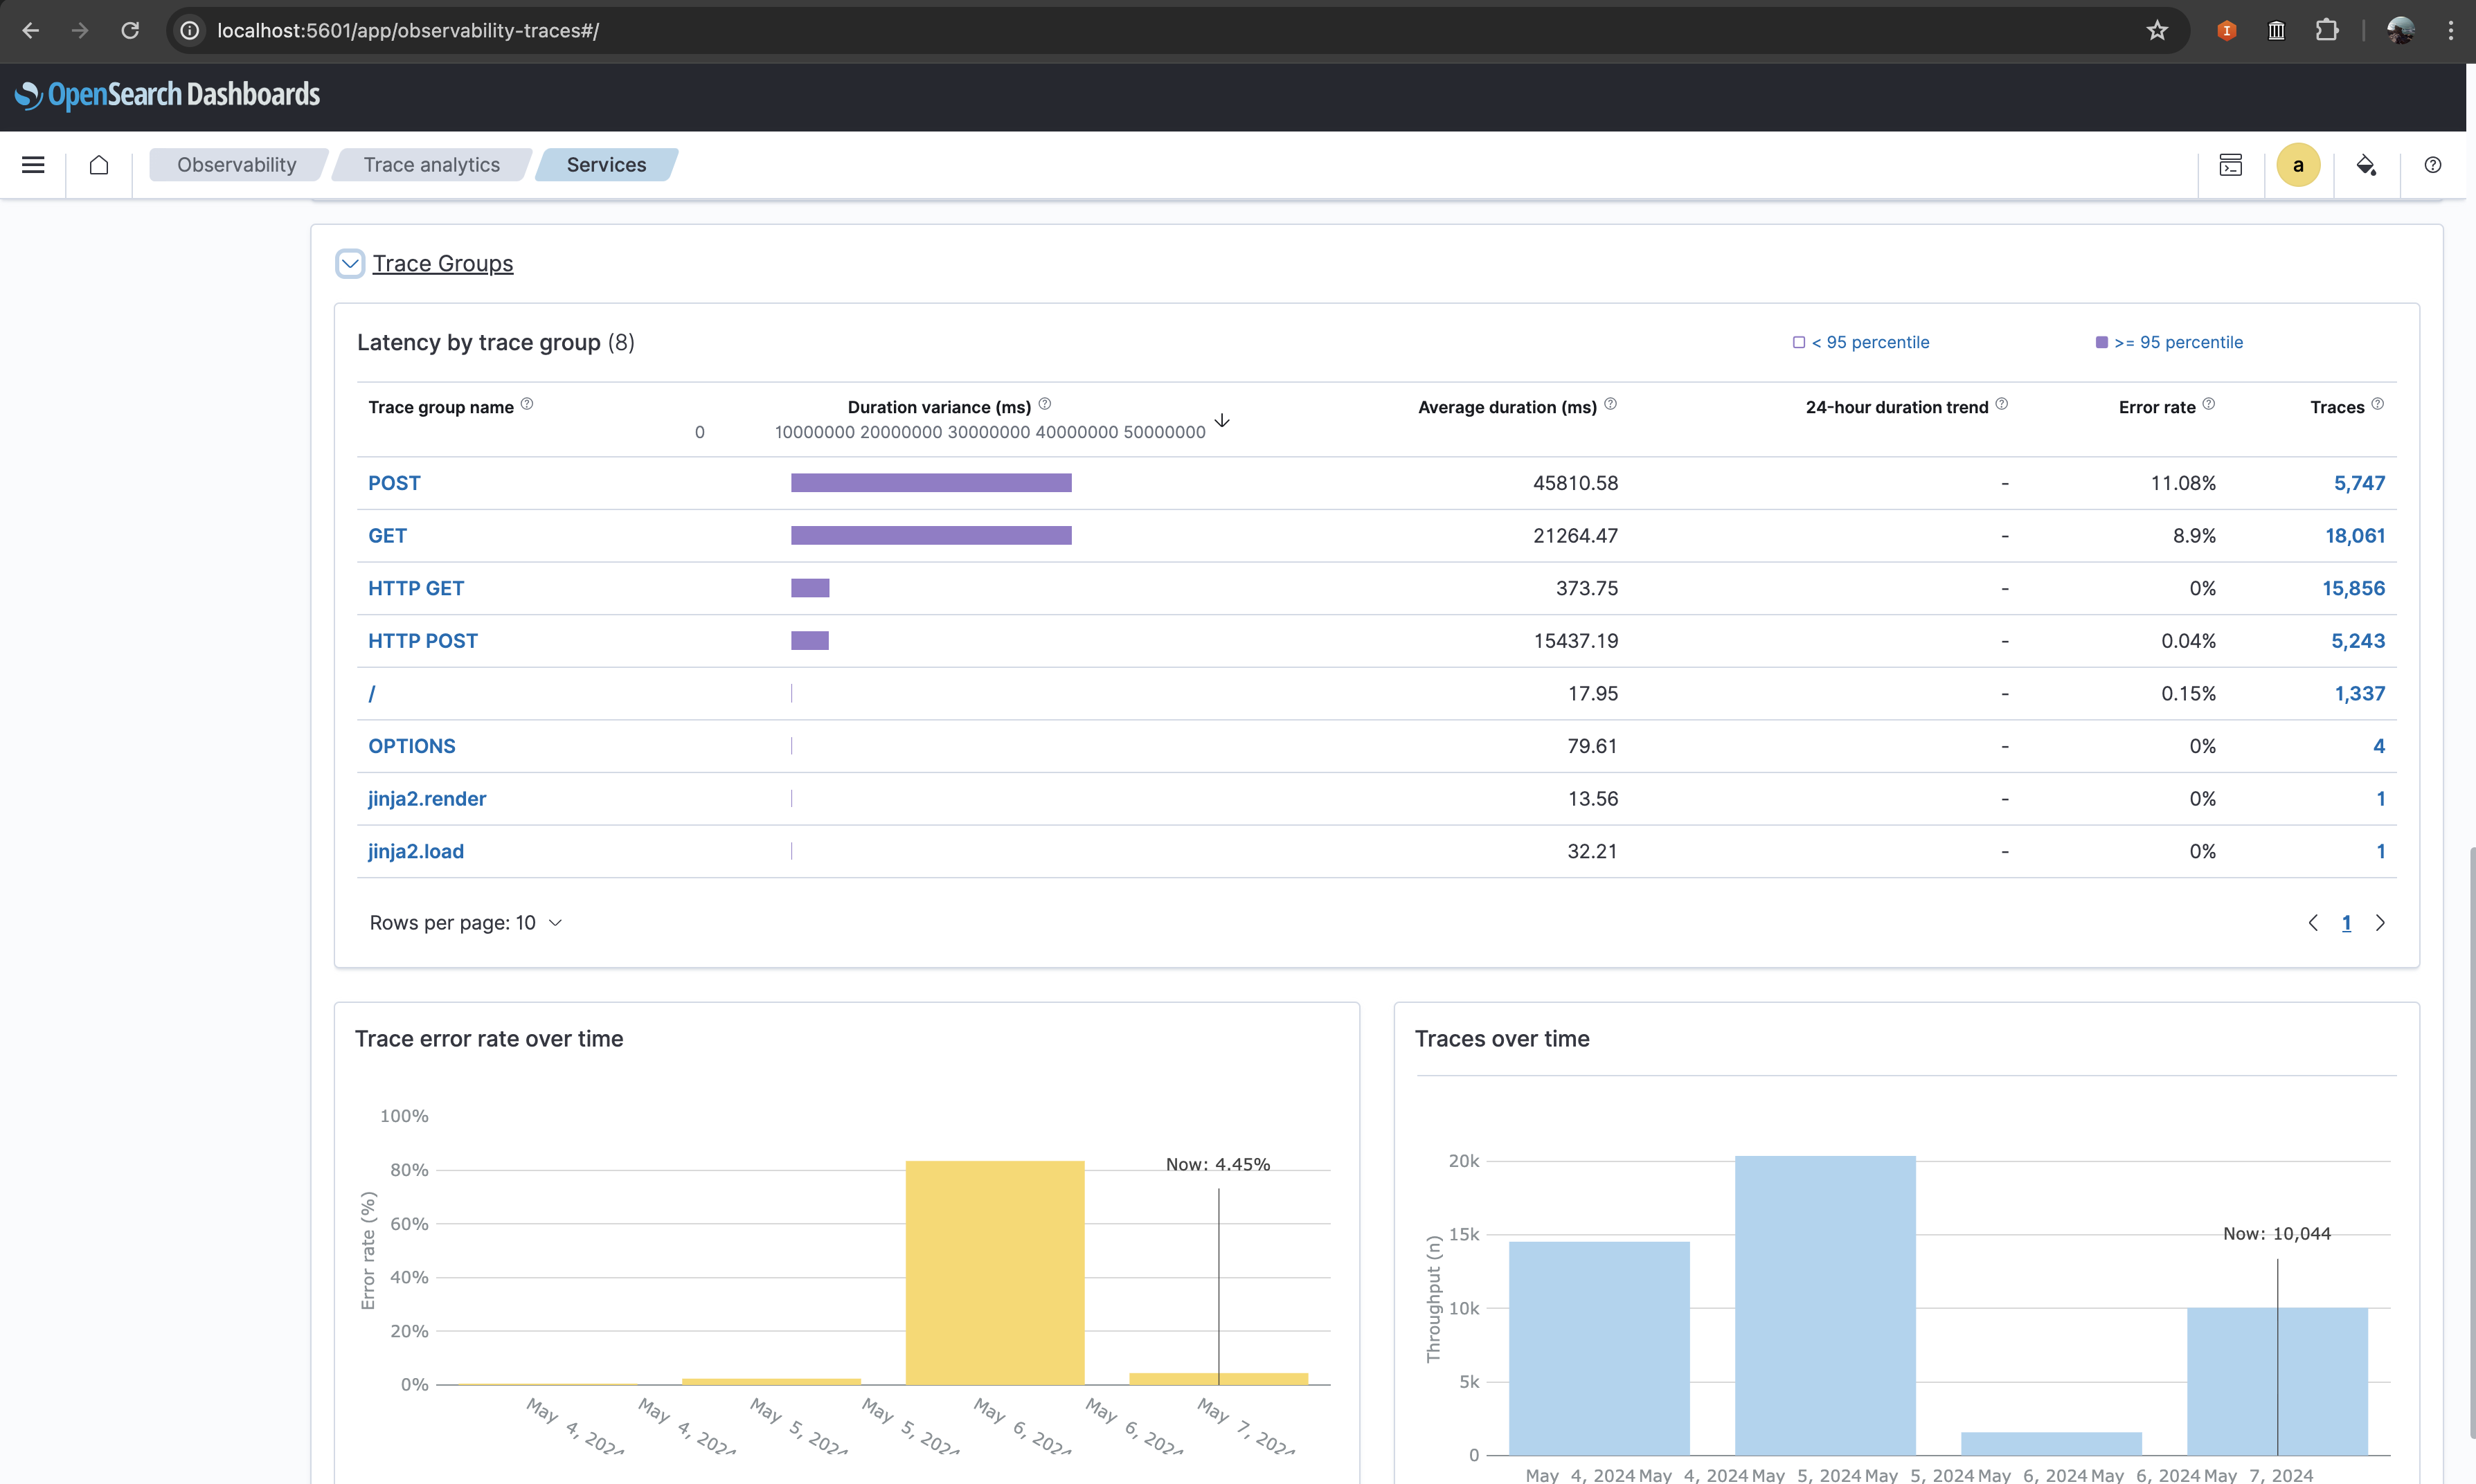 localhost:5601/app/observability-traces#/
OpenSearch Dashboards
Observability
Trace analytics
Services
a
Trace Groups
Latency by trace group (8)
< 95 percentile
>= 95 percentile
Trace group name
Duration variance (ms)
Average duration (ms)
24-hour duration trend
Error rate
Traces
0 10000000 20000000 30000000 40000000 50000000
POST 45810.58 - 11.08% 5,747
GET 21264.47 - 8.9% 18,061
HTTP GET 373.75 - 0% 15,856
HTTP POST 15437.19 - 0.04% 5,243
/ 17.95 - 0.15% 1,337
OPTIONS 79.61 - 0% 4
jinja2.render 13.56 - 0% 1
jinja2.load 32.21 - 0% 1
Rows per page: 10
1
Trace error rate over time
100%
80%
60%
40%
20%
0%
Error rate (%)
Now: 4.45%
May 4, 2024
May 4, 2024
May 5, 2024
May 5, 2024
May 6, 2024
May 6, 2024
May 7, 2024
Traces over time
20k
15k
10k
5k
0
Throughput (n)
Now: 10,044
May 4, 2024
May 4, 2024
May 5, 2024
May 5, 2024
May 6, 2024
May 6, 2024
May 7, 2024